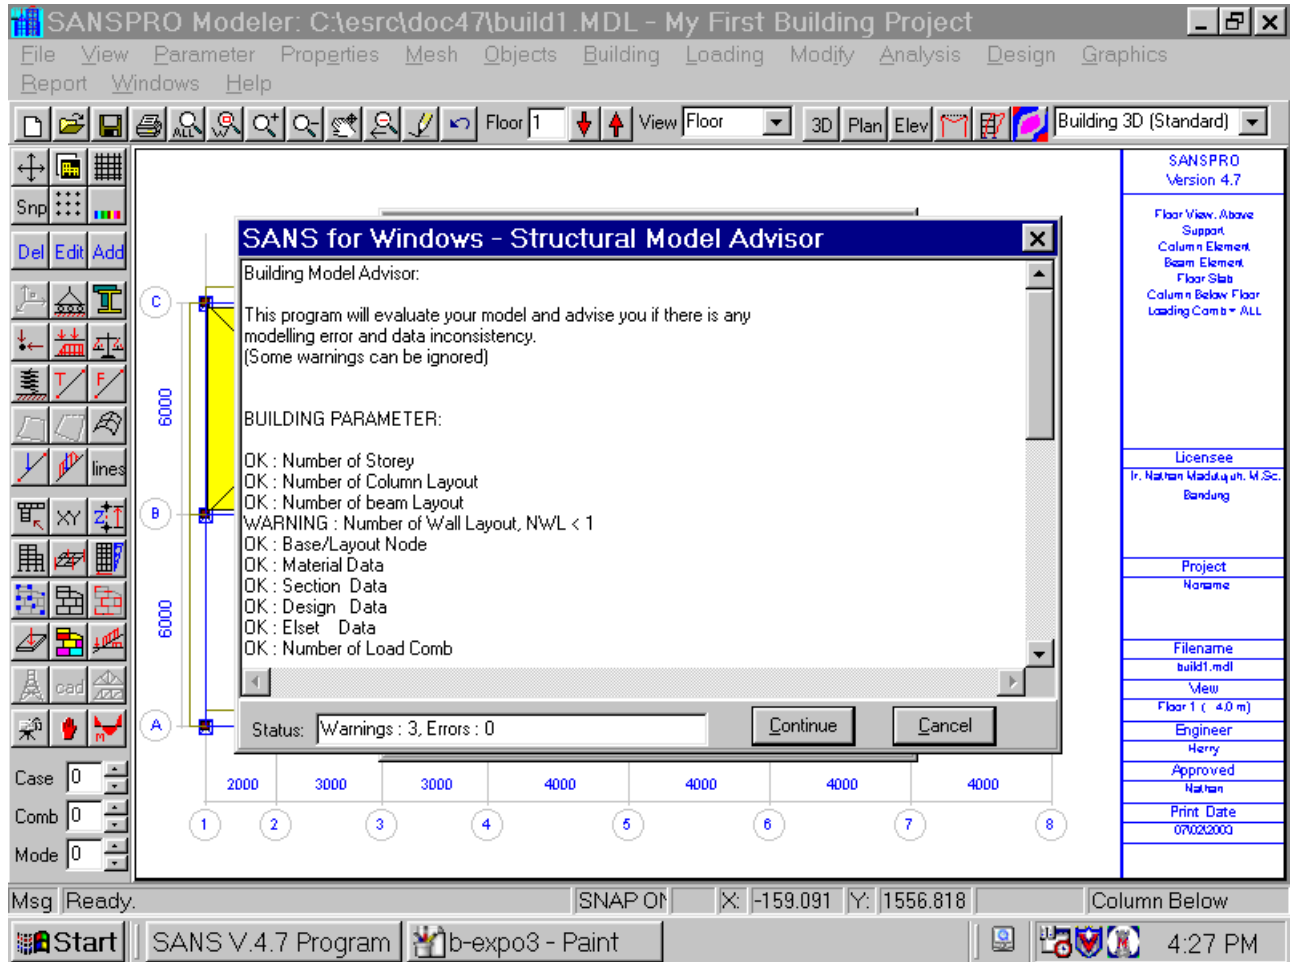 SANSPRO Modeler: C:\esrc\doc47\build1.MDL - My First Building Project
File View Parameter Properties Mesh Objects Building Loading Modify Analysis Design Graphics
Report Windows Help
ALL W Floor 1 View Floor 3D Plan Elev Building 3D (Standard)
Snp
Del Edit Add
T F
lines
XY Z
cad
M
Case 0
Comb 0
Mode 0
C
6000
B
6000
A
SANS for Windows - Structural Model Advisor
Building Model Advisor:
This program will evaluate your model and advise you if there is any
modelling error and data inconsistency.
(Some warnings can be ignored)
BUILDING PARAMETER:
OK : Number of Storey
OK : Number of Column Layout
OK : Number of beam Layout
WARNING : Number of Wall Layout, NWL < 1
OK : Base/Layout Node
OK : Material Data
OK : Section Data
OK : Design Data
OK : Elset Data
OK : Number of Load Comb
Status: Warnings : 3, Errors : 0 Continue Cancel
2000 3000 3000 4000 4000 4000 4000
1 2 3 4 5 6 7 8
SANSPRO
Version 4.7
Floor View, Above
Support
Column Element
Beam Element
Floor Slab
Column Below Floor
Loading Comb = ALL
Licensee
Ir. Nathan Madutujuh, M.Sc.
Bandung
Project
Noname
Filename
build1.mdl
View
Floor 1 ( 4.0 m)
Engineer
Herry
Approved
Nathan
Print Date
Msg Ready. SNAP ON X: -159.091 Y: 1556.818 Column Below
Start SANS V.4.7 Program b-expo3 - Paint 4:27 PM